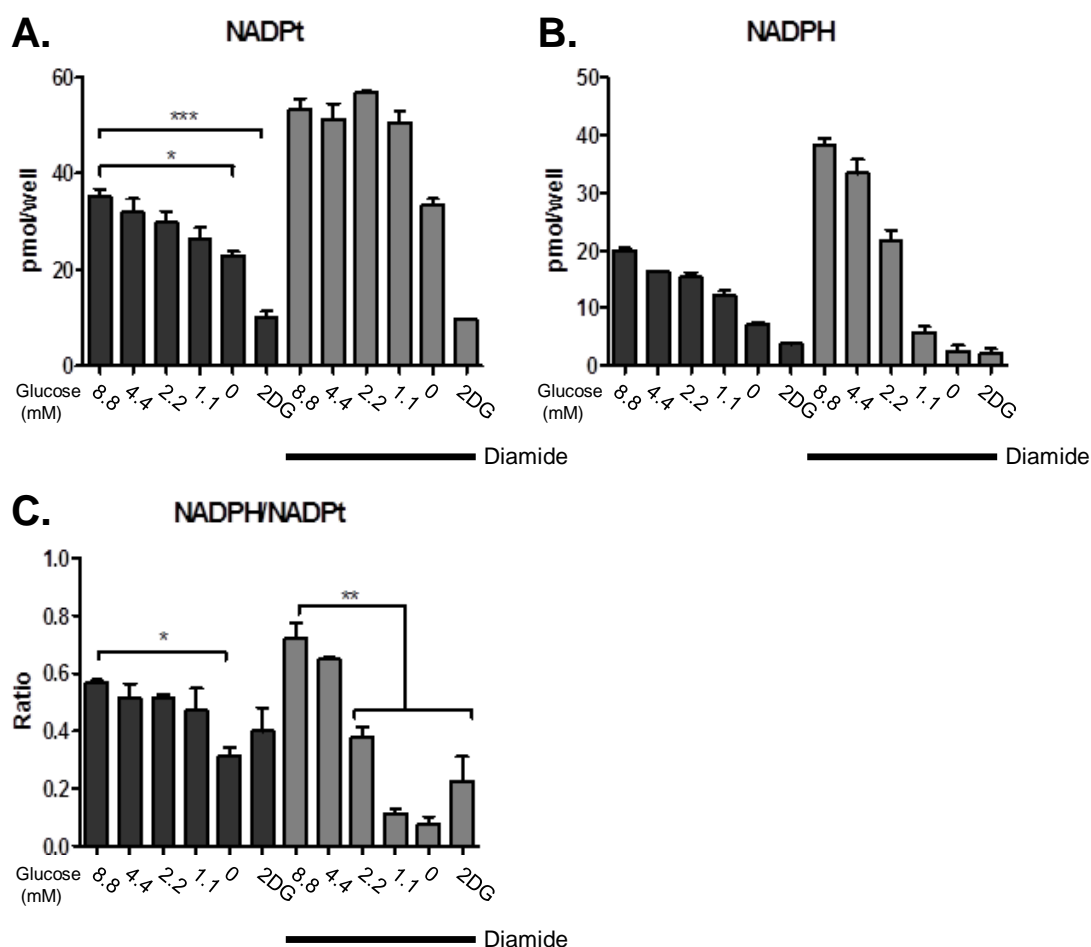 A.
NADPt
60
40
20
0
pmol/well
***
*
Glucose
(mM)
8.8 4.4 2.2 1.1 0 2DG 8.8 4.4 2.2 1.1 0 2DG
Diamide
B.
NADPH
50
40
30
20
10
0
pmol/well
Glucose
(mM)
8.8 4.4 2.2 1.1 0 2DG 8.8 4.4 2.2 1.1 0 2DG
Diamide
C.
NADPH/NADPt
1.0
0.8
0.6
0.4
0.2
0.0
Ratio
*
**
Glucose
(mM)
8.8 4.4 2.2 1.1 0 2DG 8.8 4.4 2.2 1.1 0 2DG
Diamide